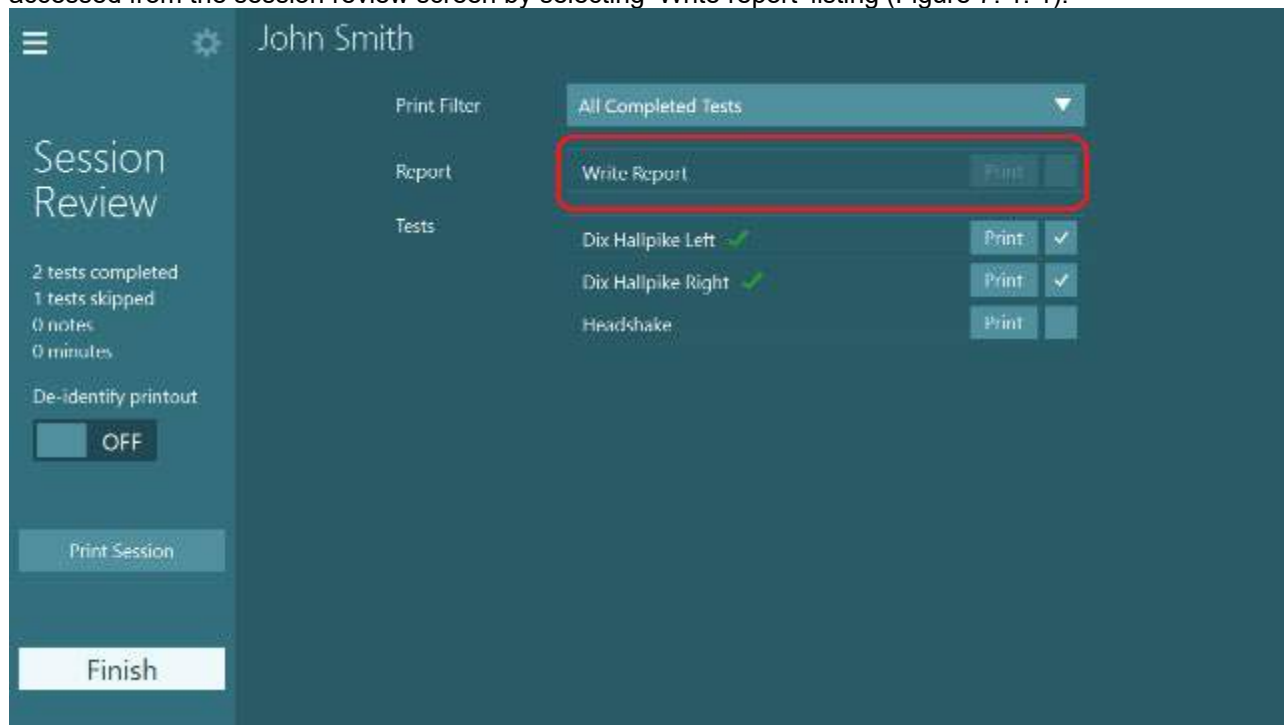 accessed from the session review screen by selecting 'Write report' listing (Figure 7. 1. 1).
John Smith
Print Filter
All Completed Tests
Session
Review
Report
Write Report
Print
Tests
Dix Hallpike Left
Print
Dix Hallpike Right
Print
Headshake
Print
2 tests completed
1 tests skipped
0 notes
0 minutes
De-identify printout
OFF
Print Session
Finish